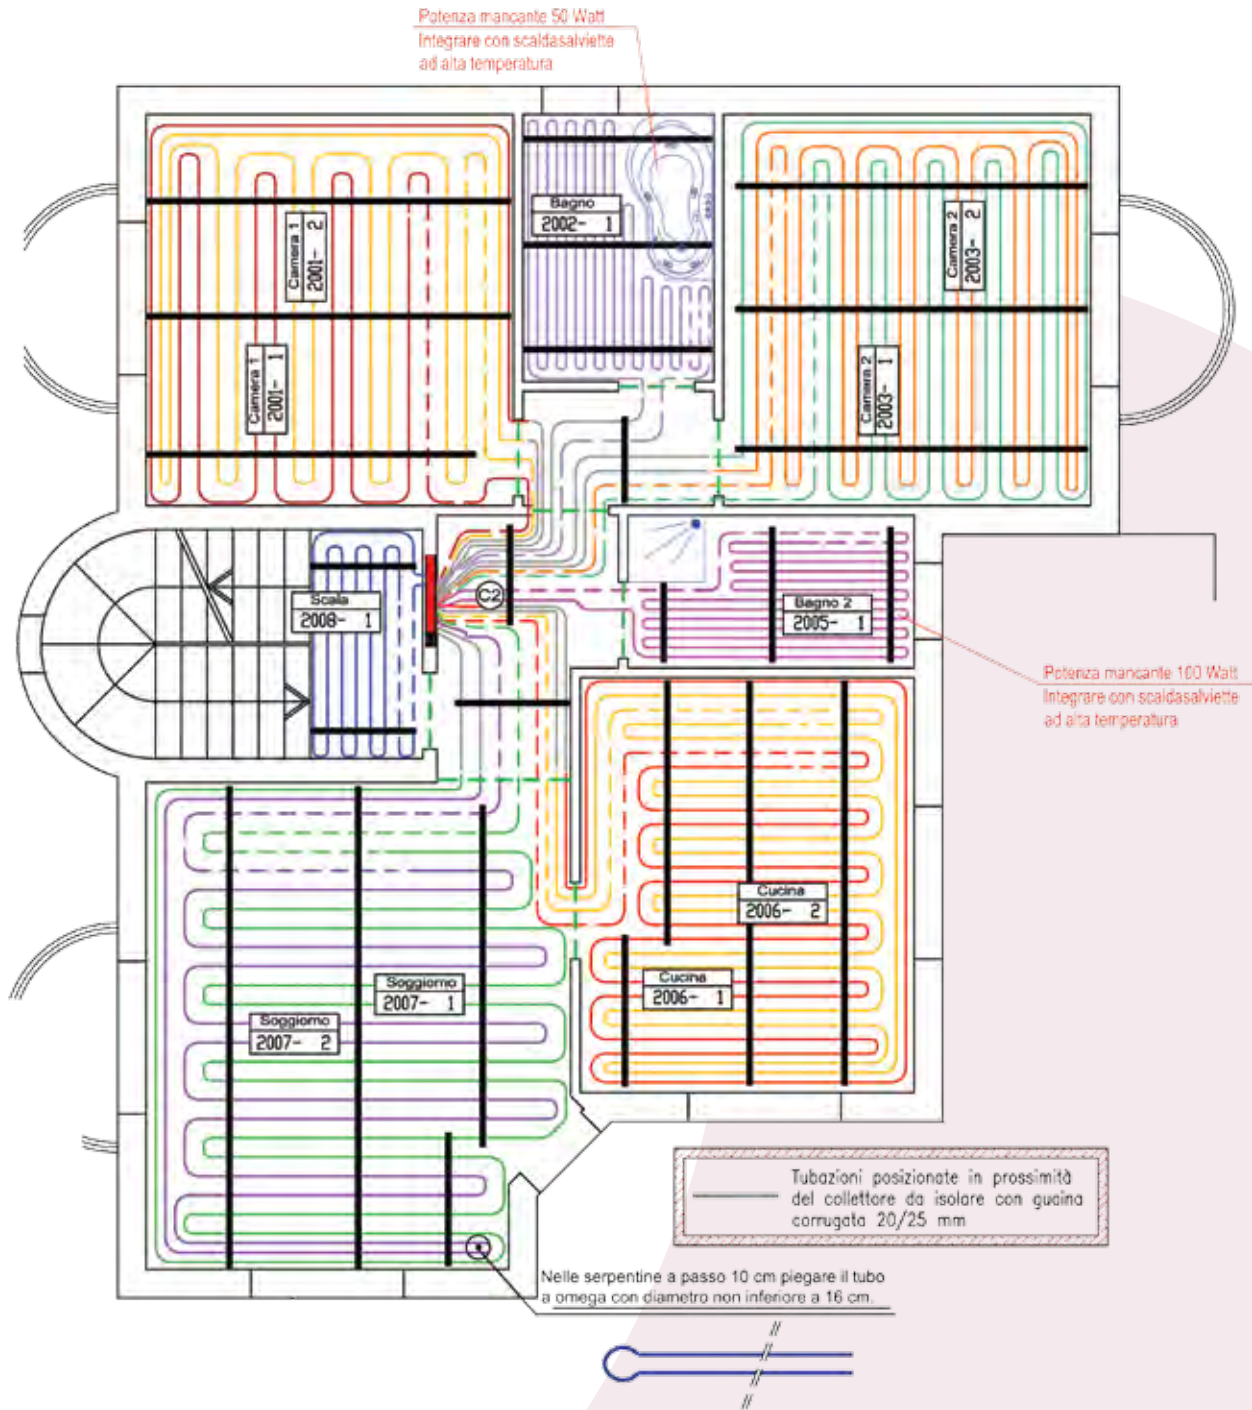 Potenza mancante 50 Watt
Integrare con scaldasalviette
ad alta temperatura
Bagno
2002- 1
Camera 1
2001- 2
Camera 2
2003- 2
Camera 1
2001- 1
Camera 2
2003- 1
C2
Scala
2008- 1
Bagno 2
2005- 1
Potenza mancante 100 Watt
Integrare con scaldasalviette
ad alta temperatura
Cucina
2006- 2
Cucina
2006- 1
Soggiorno
2007- 1
Soggiorno
2007- 2
Tubazioni posizionate in prossimità
del collettore da isolare con guaina
corrugata 20/25 mm
Nelle serpentine a passo 10 cm piegare il tubo
a omega con diametro non inferiore a 16 cm.